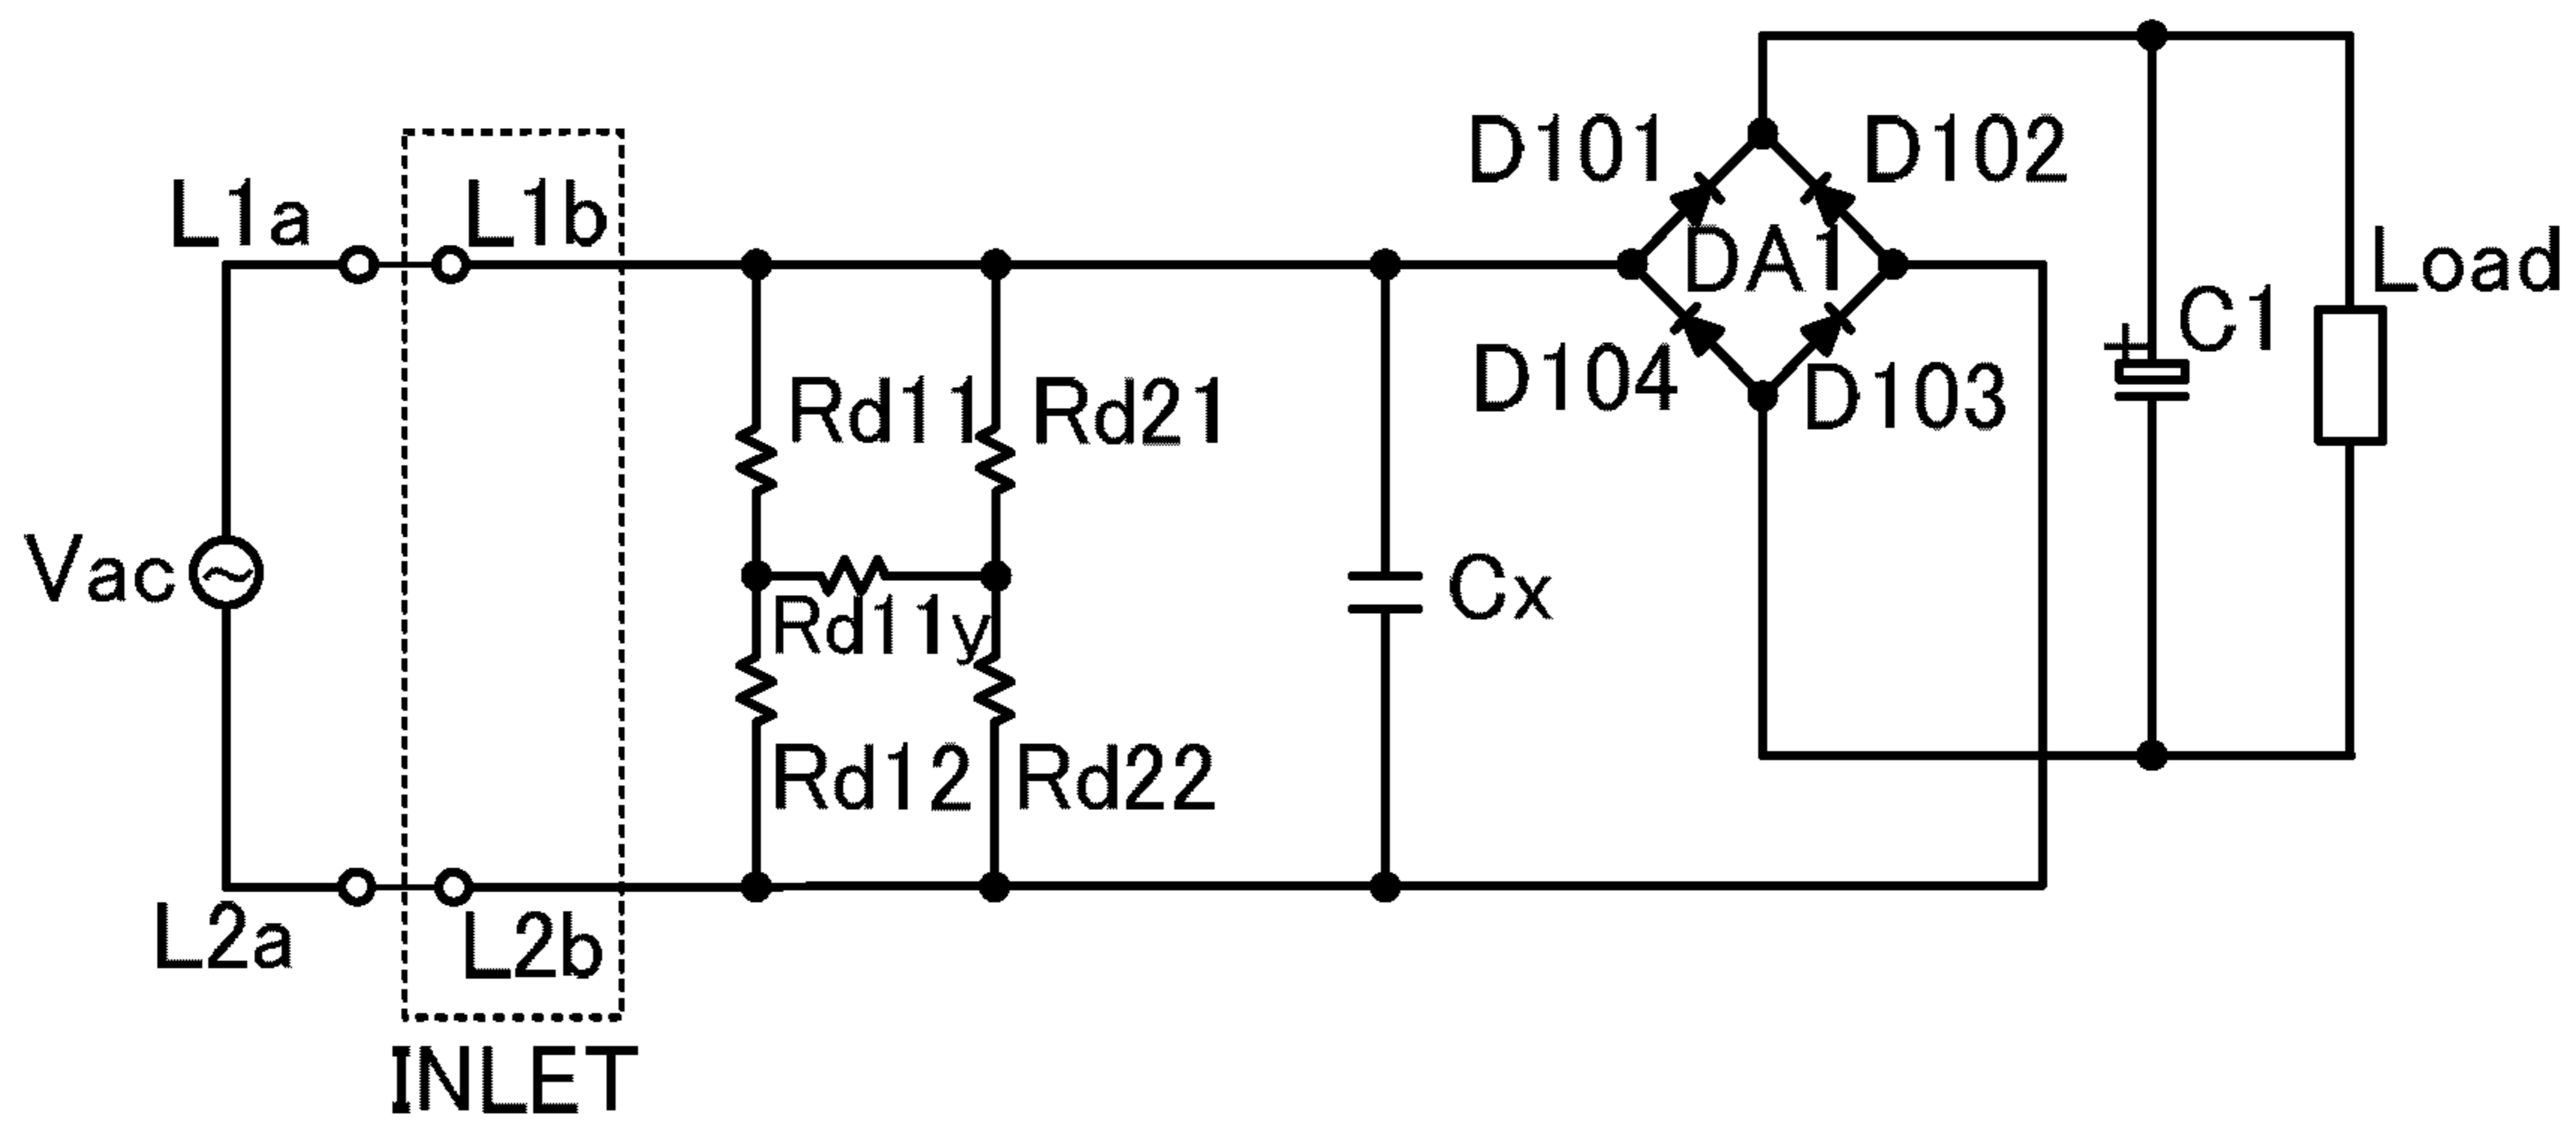 D101
D102
L1a
L1b
DA1
Load
C1
D104
D103
Rd11
Rd21
Vac
Cx
Rd11y
Rd12
Rd22
L2a
L2b
INLET